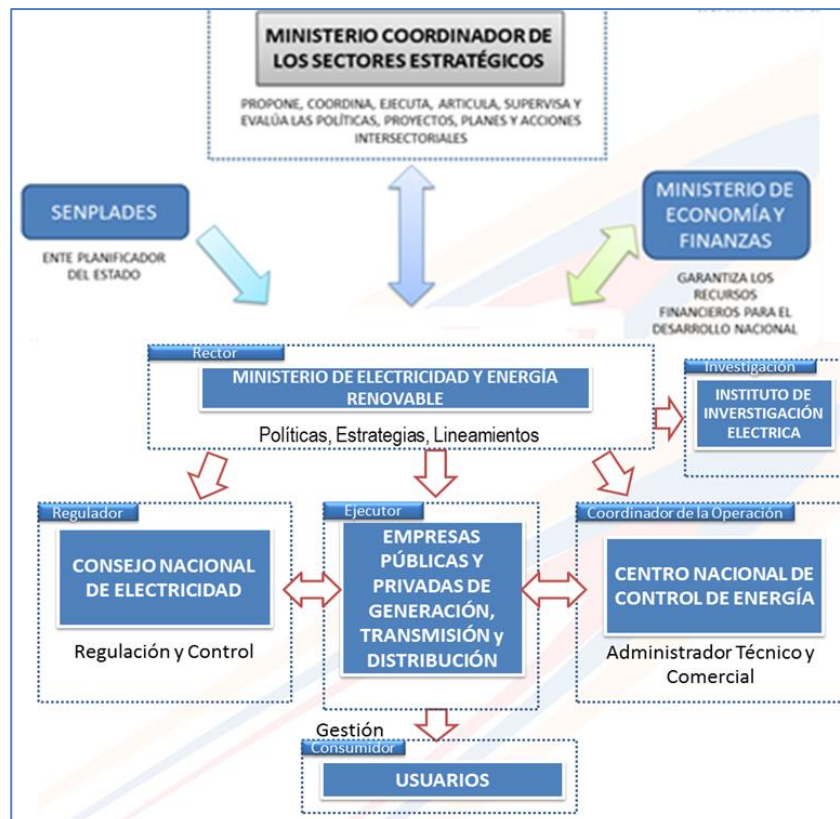 MINISTERIO COORDINADOR DE
LOS SECTORES ESTRATÉGICOS
PROPONE, COORDINA, EJECUTA, ARTICULA, SUPERVISA Y
EVALÚA LAS POLÍTICAS, PROYECTOS, PLANES Y ACCIONES
INTERSECTORIALES
SENPLADES
ENTE PLANIFICADOR
DEL ESTADO
MINISTERIO DE
ECONOMÍA Y
FINANZAS
GARANTIZA LOS
RECURSOS
FINANCIEROS PARA EL
DESARROLLO NACIONAL
Rector
MINISTERIO DE ELECTRICIDAD Y ENERGÍA
RENOVABLE
Políticas, Estrategias, Lineamientos
Investigación
INSTITUTO DE
INVERSTIGACIÓN
ELECTRICA
Regulador
CONSEJO NACIONAL
DE ELECTRICIDAD
Regulación y Control
Ejecutor
EMPRESAS
PÚBLICAS Y
PRIVADAS DE
GENERACIÓN,
TRANSMISIÓN y
DISTRIBUCIÓN
Coordinador de la Operación
CENTRO NACIONAL DE
CONTROL DE ENERGÍA
Administrador Técnico y
Comercial
Gestión
Consumidor
USUARIOS